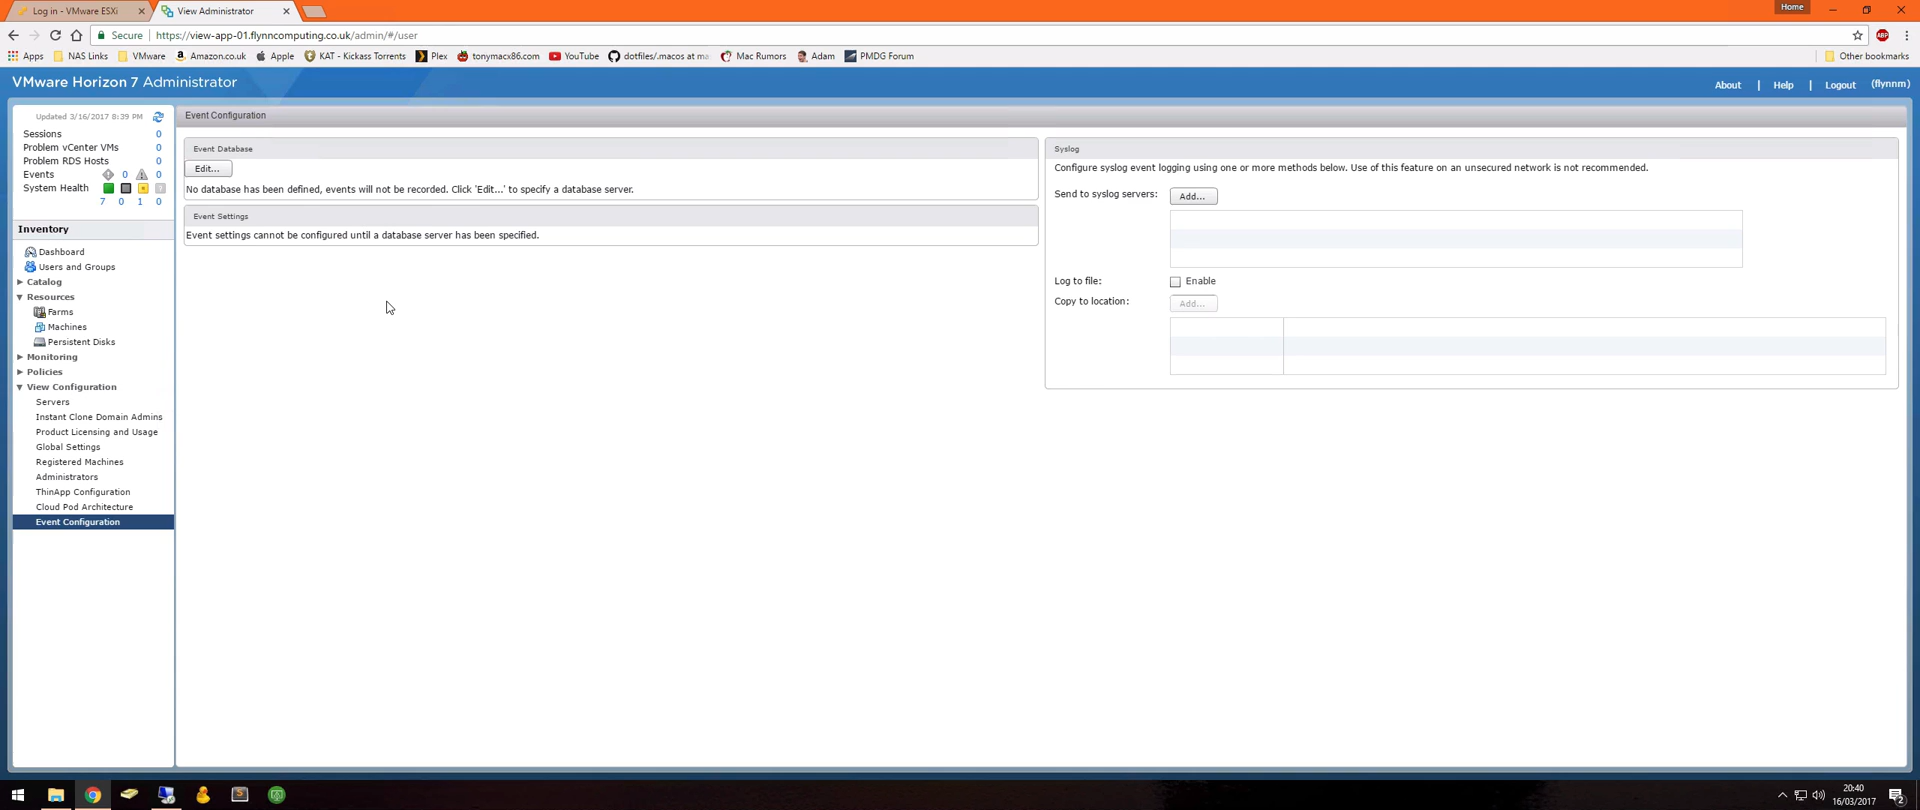 Log in - VMware ESXi
View Administrator
Home
Secure
https://view-app-01.flynncomputing.co.uk/admin/#/user
Apps
NAS Links
VMware
Amazon.co.uk
Apple
KAT - Kickass Torrents
Plex
tonymacx86.com
YouTube
dotfiles/.macos at ma
Mac Rumors
Adam
PMDG Forum
Other bookmarks
VMware Horizon 7 Administrator
About | Help | Logout (flynnm)
Updated 3/16/2017 8:39 PM
Sessions 0
Problem vCenter VMs 0
Problem RDS Hosts 0
Events 0 0
System Health
7 0 1 0
Inventory
Dashboard
Users and Groups
Catalog
Resources
Farms
Machines
Persistent Disks
Monitoring
Policies
View Configuration
Servers
Instant Clone Domain Admins
Product Licensing and Usage
Global Settings
Registered Machines
Administrators
ThinApp Configuration
Cloud Pod Architecture
Event Configuration
Event Configuration
Event Database
Edit...
No database has been defined, events will not be recorded. Click 'Edit...' to specify a database server.
Event Settings
Event settings cannot be configured until a database server has been specified.
Syslog
Configure syslog event logging using one or more methods below. Use of this feature on an unsecured network is not recommended.
Send to syslog servers: Add...
Log to file: Enable
Copy to location: Add...
20:40
16/03/2017